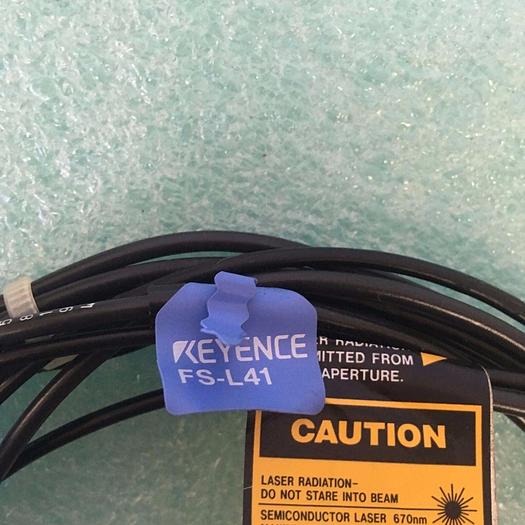 KEYENCE
FS-L41
MITTED FROM
APERTURE.
CAUTION
LASER RADIATION-
DO NOT STARE INTO BEAM
SEMICONDUCTOR LASER 670nm